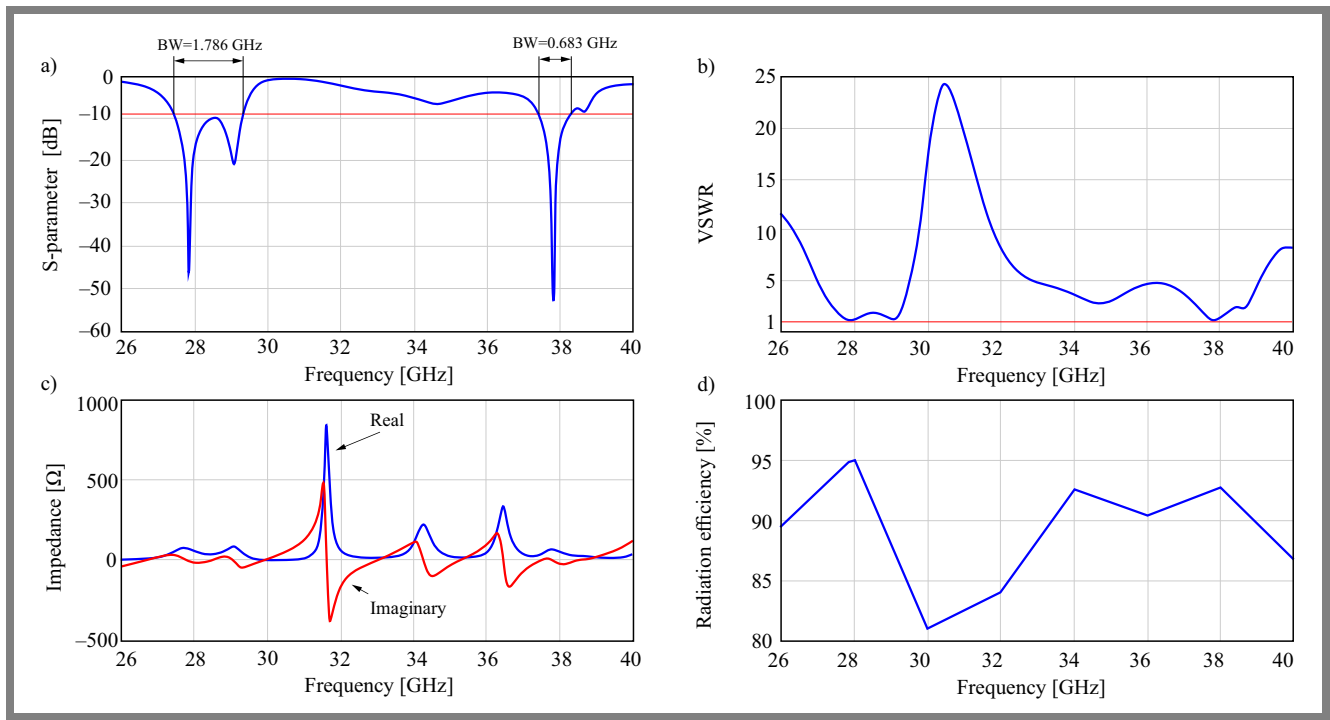 BW=1.786 GHz
BW=0.683 GHz
a)
0
–10
–20
–30
–40
–50
–60
S-parameter [dB]
26 28 30 32 34 36 38 40
Frequency [GHz]
b)
25
20
15
10
5
1
VSWR
26 28 30 32 34 36 38 40
Frequency [GHz]
c)
1000
500
0
–500
Impedance [Ω]
Real
Imaginary
26 28 30 32 34 36 38 40
Frequency [GHz]
d)
100
95
90
85
80
Radiation efficiency [%]
26 28 30 32 34 36 38 40
Frequency [GHz]